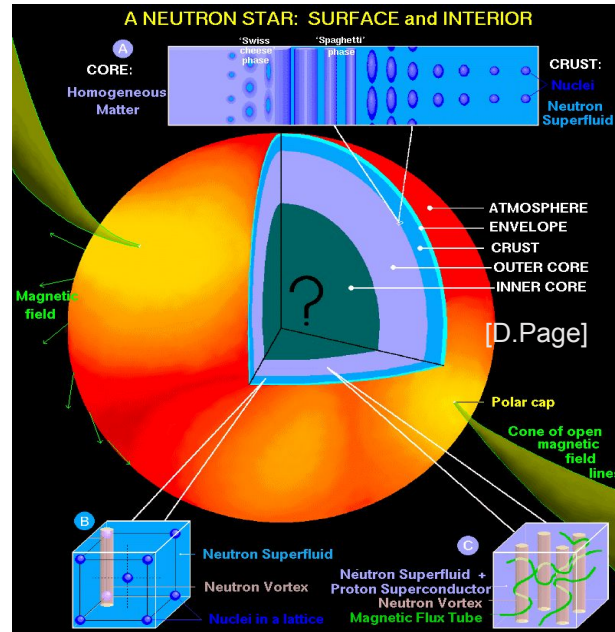 A NEUTRON STAR: SURFACE and INTERIOR
A
'Swiss
cheese
phase
'Spaghetti'
phase
CORE:
Homogeneous
Matter
CRUST:
Nuclei
Neutron
Superfluid
ATMOSPHERE
ENVELOPE
CRUST
OUTER CORE
INNER CORE
?
[D.Page]
Magnetic
field
Polar cap
Cone of open
magnetic
field
lines
B
Neutron Superfluid
Neutron Vortex
Nuclei in a lattice
C
Neutron Superfluid +
Proton Superconductor
Neutron Vortex
Magnetic Flux Tube